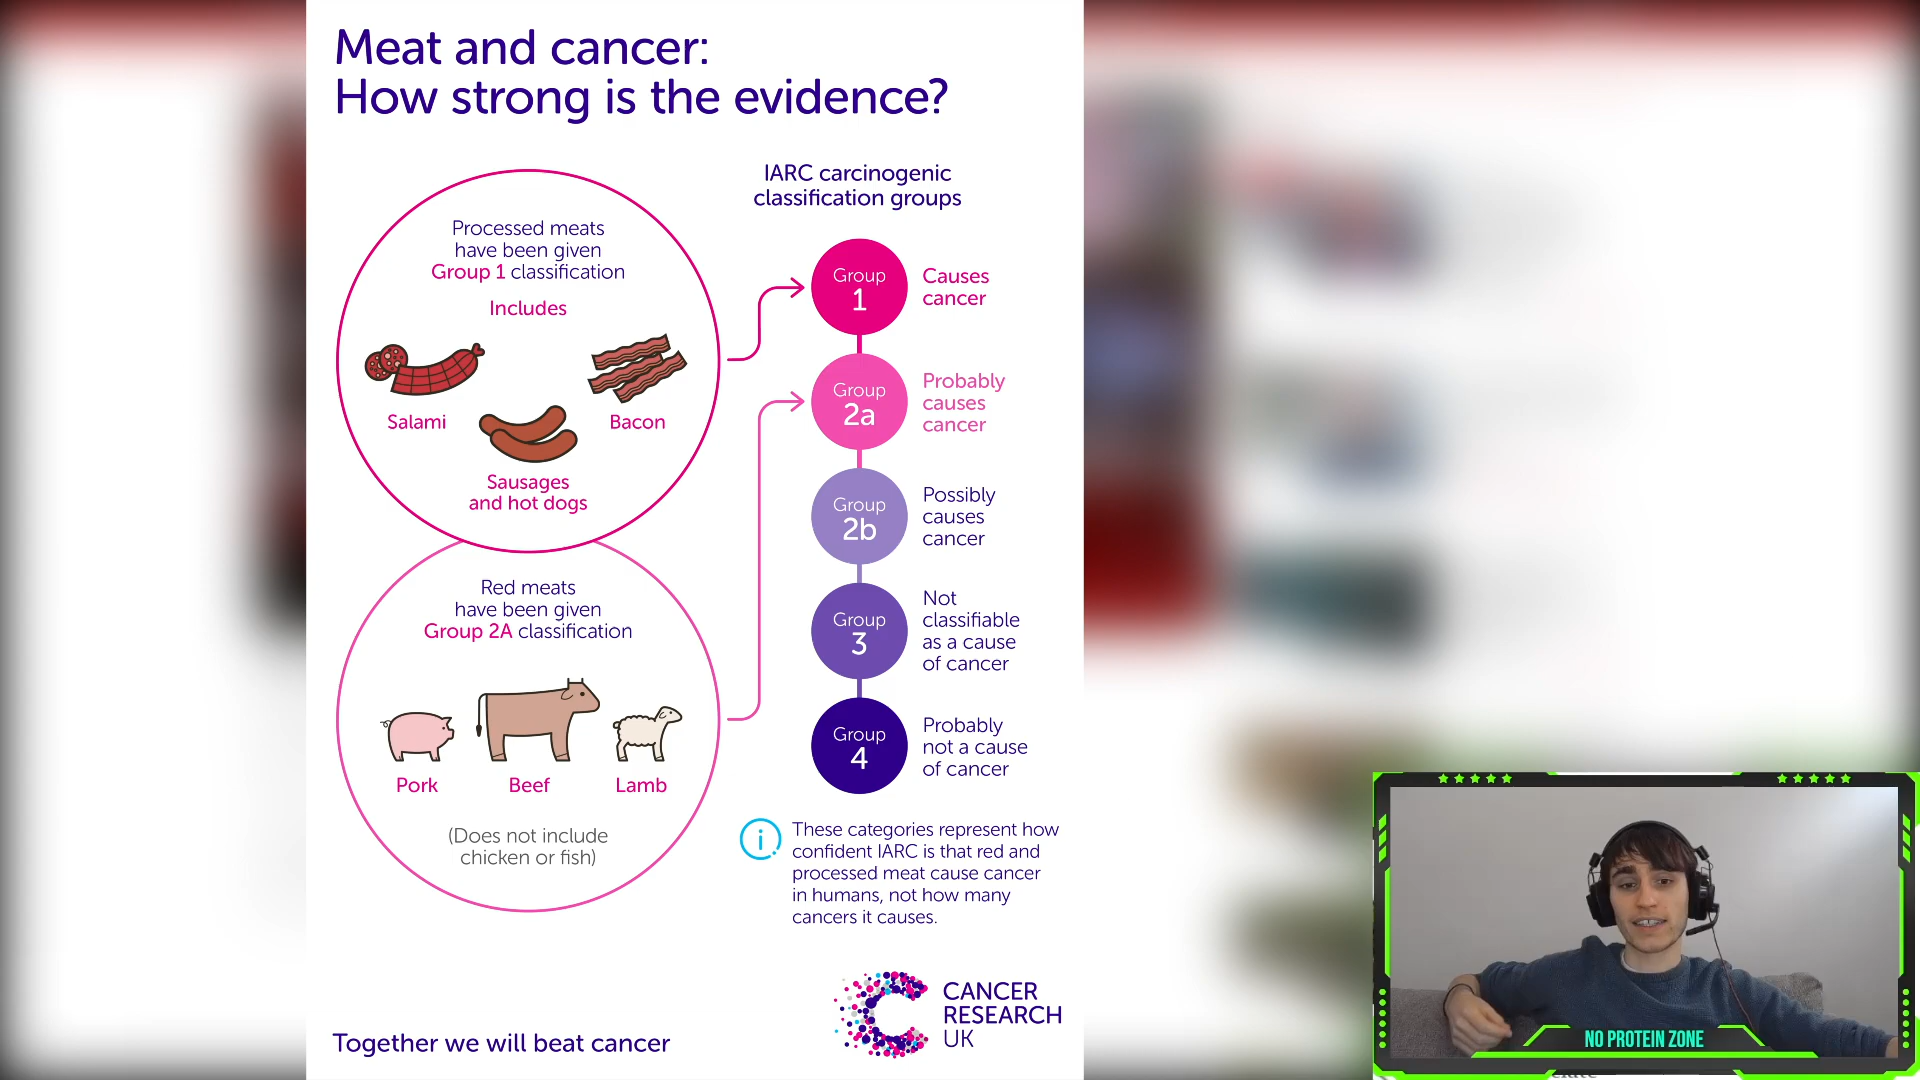 Meat and cancer:
How strong is the evidence?
Processed meats
have been given
Group 1 classification
Includes
Salami
Bacon
Sausages
and hot dogs
Red meats
have been given
Group 2A classification
Pork
Beef
Lamb
(Does not include
chicken or fish)
IARC carcinogenic
classification groups
Group
1
Causes
cancer
Group
2a
Probably
causes
cancer
Group
2b
Possibly
causes
cancer
Group
3
Not
classifiable
as a cause
of cancer
Group
4
Probably
not a cause
of cancer
i
These categories represent how
confident IARC is that red and
processed meat cause cancer
in humans, not how many
cancers it causes.
Together we will beat cancer
CANCER
RESEARCH
UK
NO PROTEIN ZONE